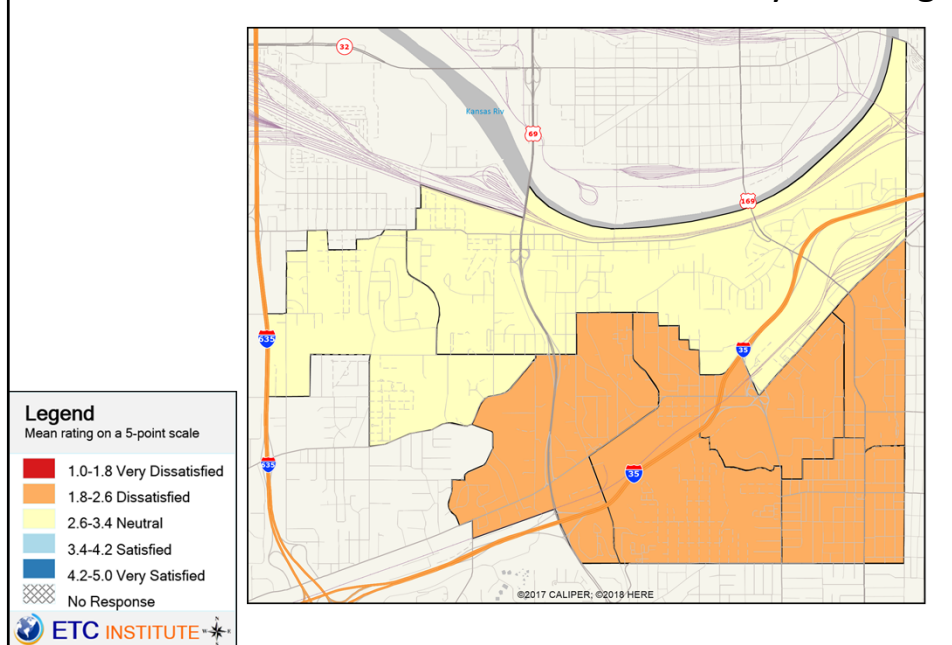 32
Kansas Riv
69
169
635
35
635
35
©2017 CALIPER; ©2018 HERE
Legend
Mean rating on a 5-point scale
1.0-1.8 Very Dissatisfied
1.8-2.6 Dissatisfied
2.6-3.4 Neutral
3.4-4.2 Satisfied
4.2-5.0 Very Satisfied
No Response
ETC INSTITUTE